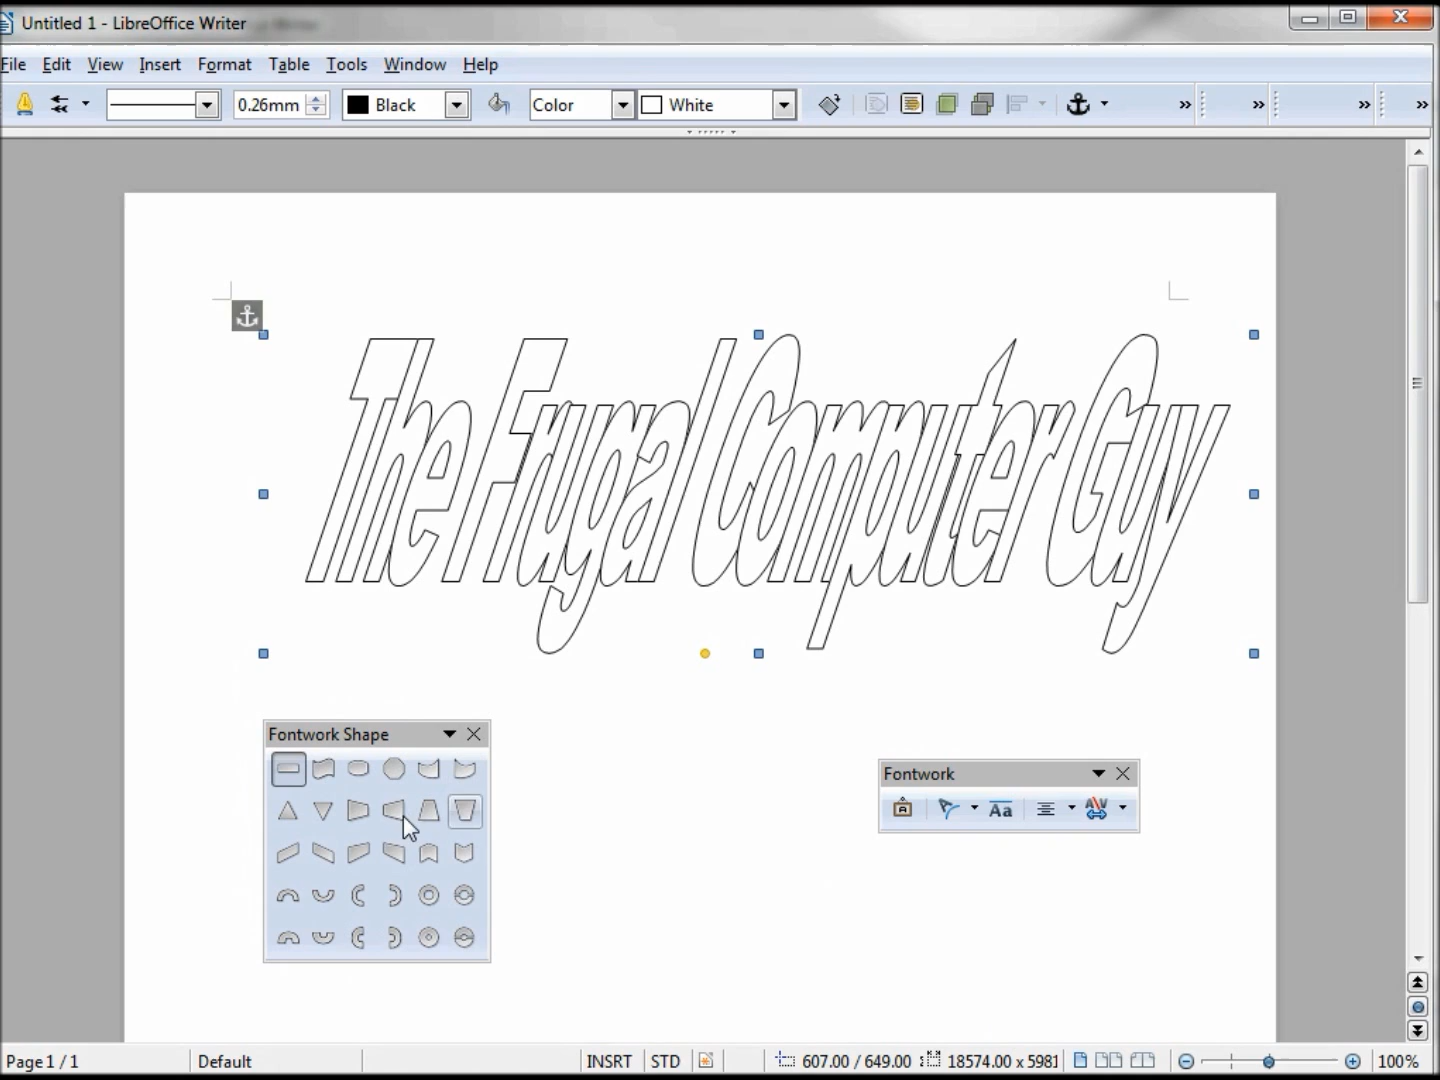 Untitled 1 - LibreOffice Writer
File Edit View Insert Format Table Tools Window Help
0.26mm Black Color White
The Frugal Computer Guy
Fontwork Shape
Fontwork
Aa
Page 1 / 1 Default INSRT STD 607.00 / 649.00 18574.00 x 5981 100%